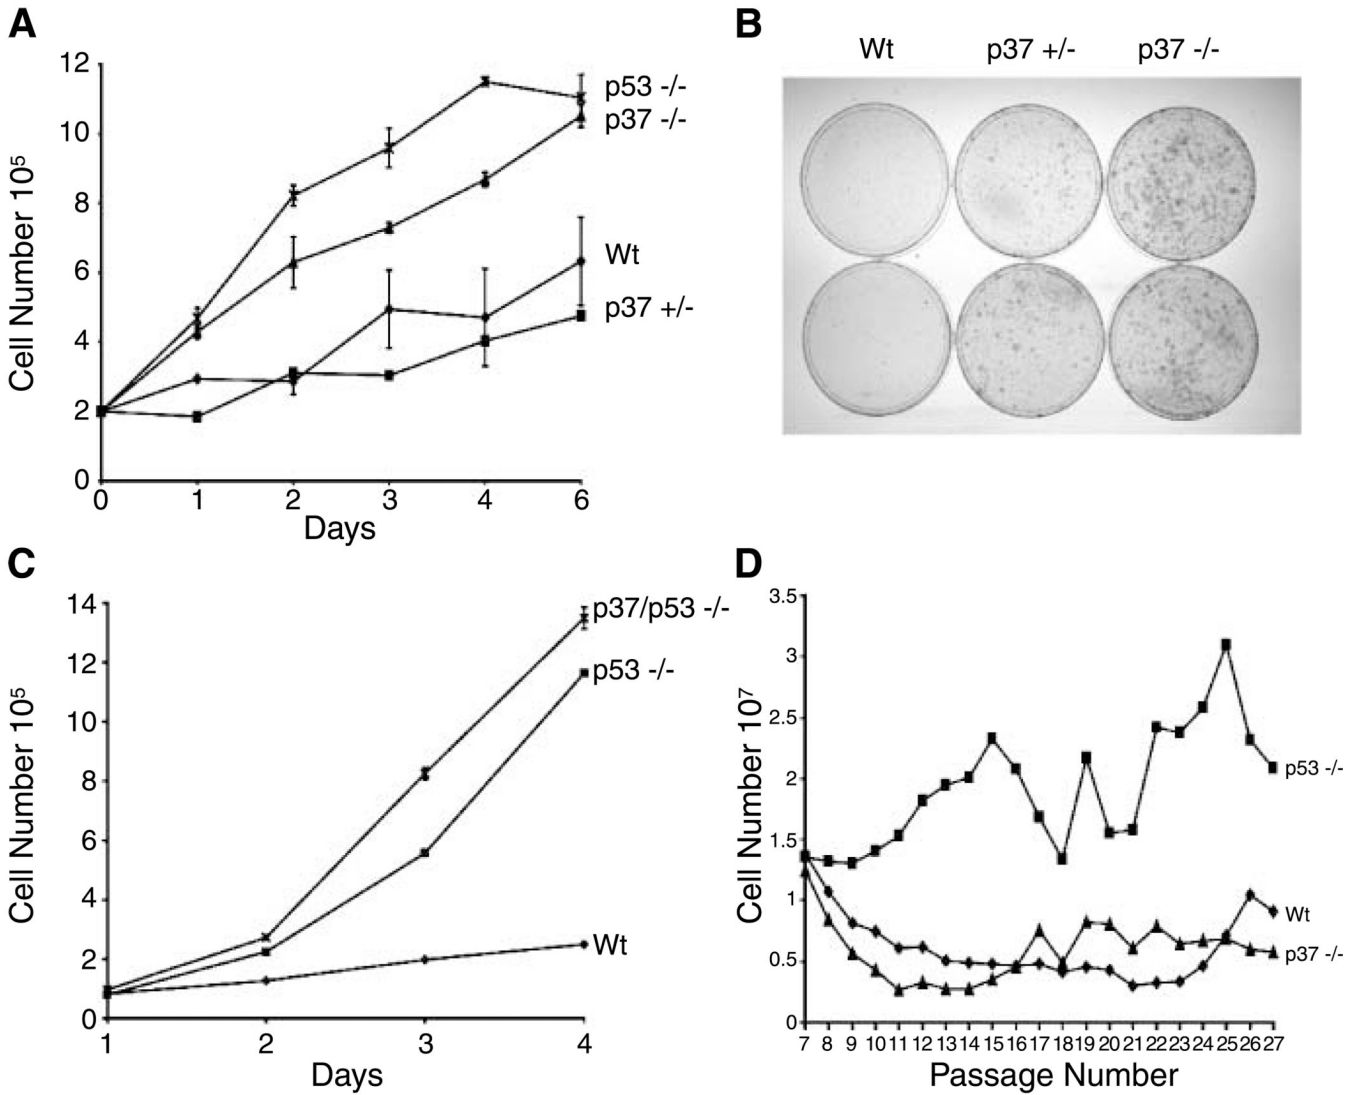 A
12
10
8
6
4
2
0
0 1 2 3 4 6
Cell Number 10⁵
Days
p53 -/-
p37 -/-
Wt
p37 +/-
B
Wt p37 +/- p37 -/-
C
14
12
10
8
6
4
2
0
1 2 3 4
Cell Number 10⁵
Days
p37/p53 -/-
p53 -/-
Wt
D
3.5
3
2.5
2
1.5
1
0.5
0
7 8 9 10 11 12 13 14 15 16 17 18 19 20 21 22 23 24 25 26 27
Cell Number 10⁷
Passage Number
p53 -/-
Wt
p37 -/-